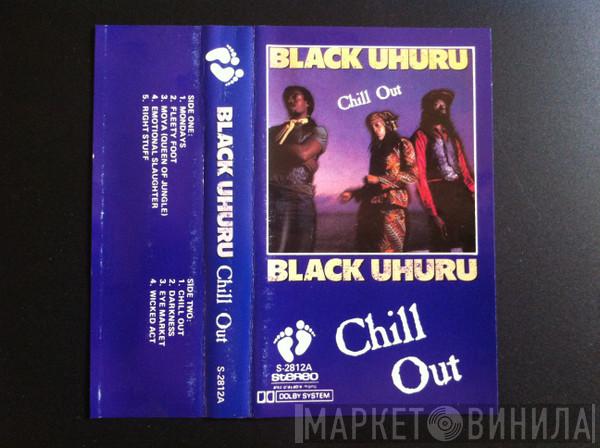 SIDE ONE:
1. MONDAYS
2. FLEETY FOOT
3. MOYA (QUEEN OF JUNGLE)
4. EMOTIONAL SLAUGHTER
5. RIGHT STUFF
SIDE TWO:
1. CHILL OUT
2. DARKNESS
3. EYE MARKET
4. WICKED ACT
BLACK UHURU Chill Out
S-2812A
BLACK UHURU
Chill Out
BLACK UHURU
Chill
Out
S-2812A
STEREO
DOLBY SYSTEM
МАРКЕТ ВИНИЛА